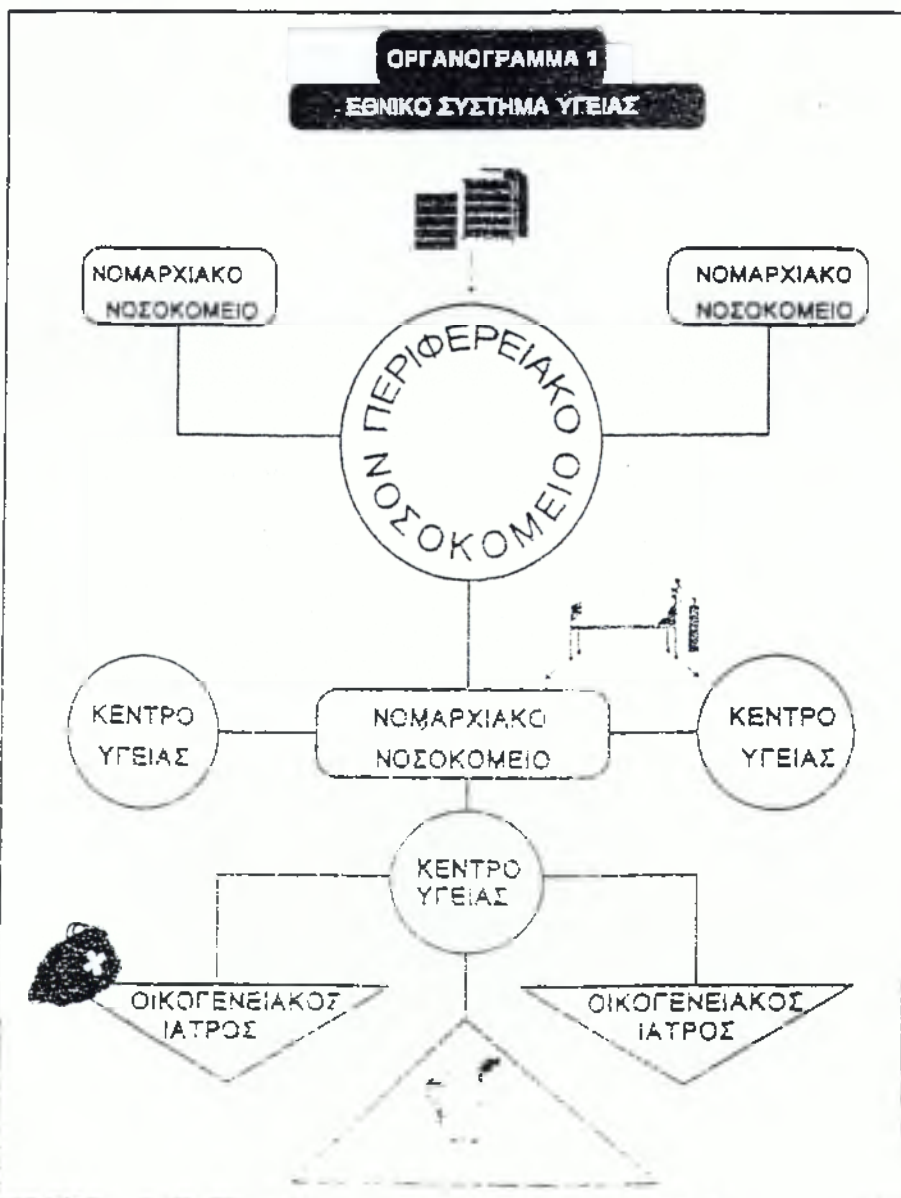 ΟΡΓΑΝΟΓΡΑΜΜΑ 1
ΕΘΝΙΚΟ ΣΥΣΤΗΜΑ ΥΓΕΙΑΣ
ΝΟΜΑΡΧΙΑΚΟ
ΝΟΣΟΚΟΜΕΙΟ
ΝΟΜΑΡΧΙΑΚΟ
ΝΟΣΟΚΟΜΕΙΟ
ΠΕΡΙΦΕΡΕΙΑΚΟ
ΝΟΣΟΚΟΜΕΙΟ
ΚΕΝΤΡΟ
ΥΓΕΙΑΣ
ΝΟΜΑΡΧΙΑΚΟ
ΝΟΣΟΚΟΜΕΙΟ
ΚΕΝΤΡΟ
ΥΓΕΙΑΣ
ΚΕΝΤΡΟ
ΥΓΕΙΑΣ
ΟΙΚΟΓΕΝΕΙΑΚΟΣ
ΙΑΤΡΟΣ
ΟΙΚΟΓΕΝΕΙΑΚΟΣ
ΙΑΤΡΟΣ